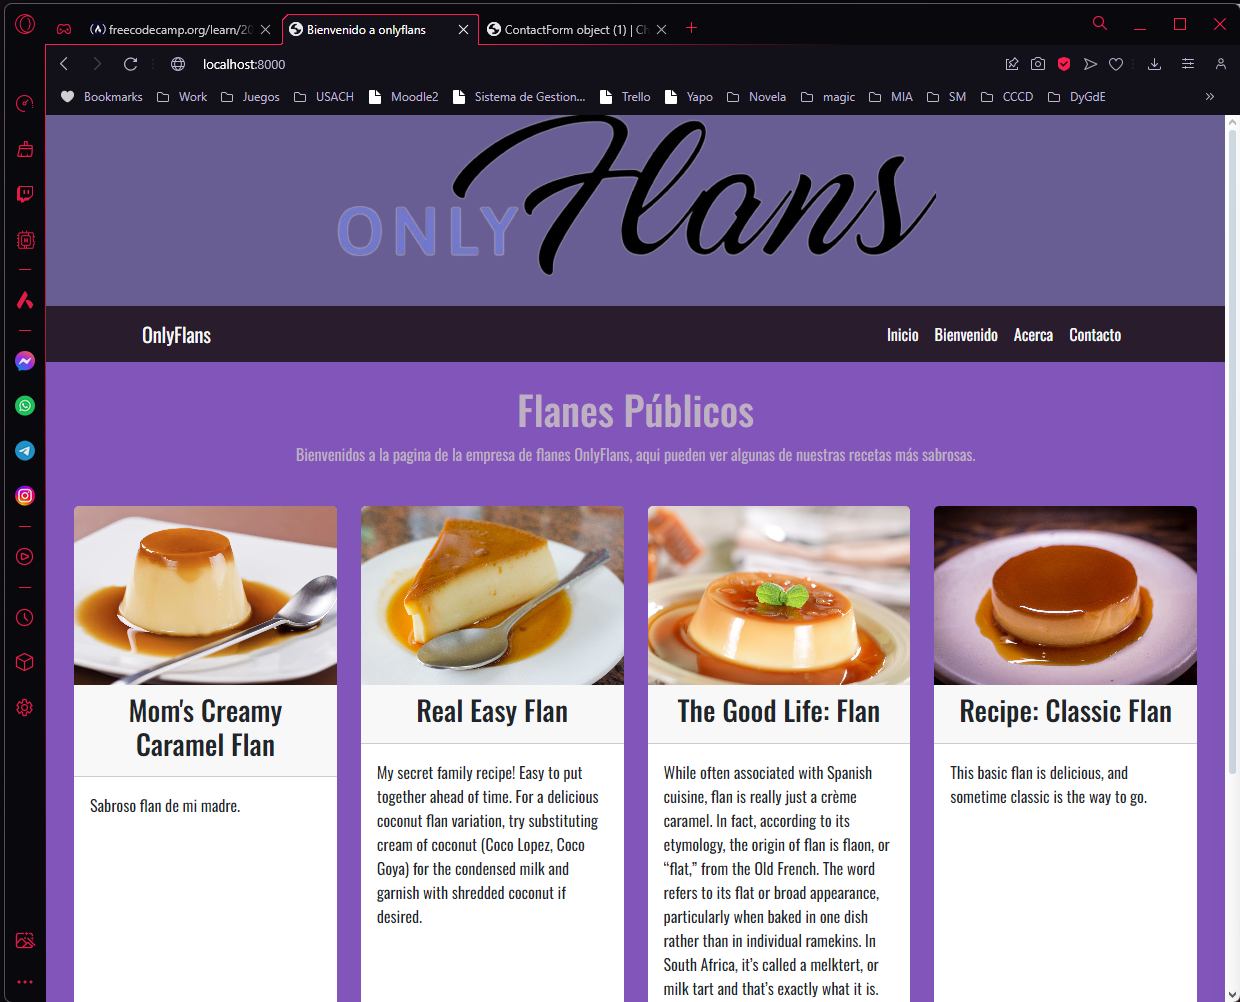 freecodecamp.org/learn/20
Bienvenido a onlyflans
ContactForm object (1) | Ch
localhost:8000
Bookmarks
Work
Juegos
USACH
Moodle2
Sistema de Gestion...
Trello
Yapo
Novela
magic
MIA
SM
CCCD
DyGdE
ONLY Flans
OnlyFlans
Inicio
Bienvenido
Acerca
Contacto
Flanes Públicos
Bienvenidos a la pagina de la empresa de flanes OnlyFlans, aqui pueden ver algunas de nuestras recetas más sabrosas.
Mom's Creamy
Caramel Flan
Sabroso flan de mi madre.
Real Easy Flan
My secret family recipe! Easy to put
together ahead of time. For a delicious
coconut flan variation, try substituting
cream of coconut (Coco Lopez, Coco
Goya) for the condensed milk and
garnish with shredded coconut if
desired.
The Good Life: Flan
While often associated with Spanish
cuisine, flan is really just a crème
caramel. In fact, according to its
etymology, the origin of flan is flaon, or
“flat,” from the Old French. The word
refers to its flat or broad appearance,
particularly when baked in one dish
rather than in individual ramekins. In
South Africa, it’s called a melktert, or
milk tart and that’s exactly what it is.
Recipe: Classic Flan
This basic flan is delicious, and
sometime classic is the way to go.